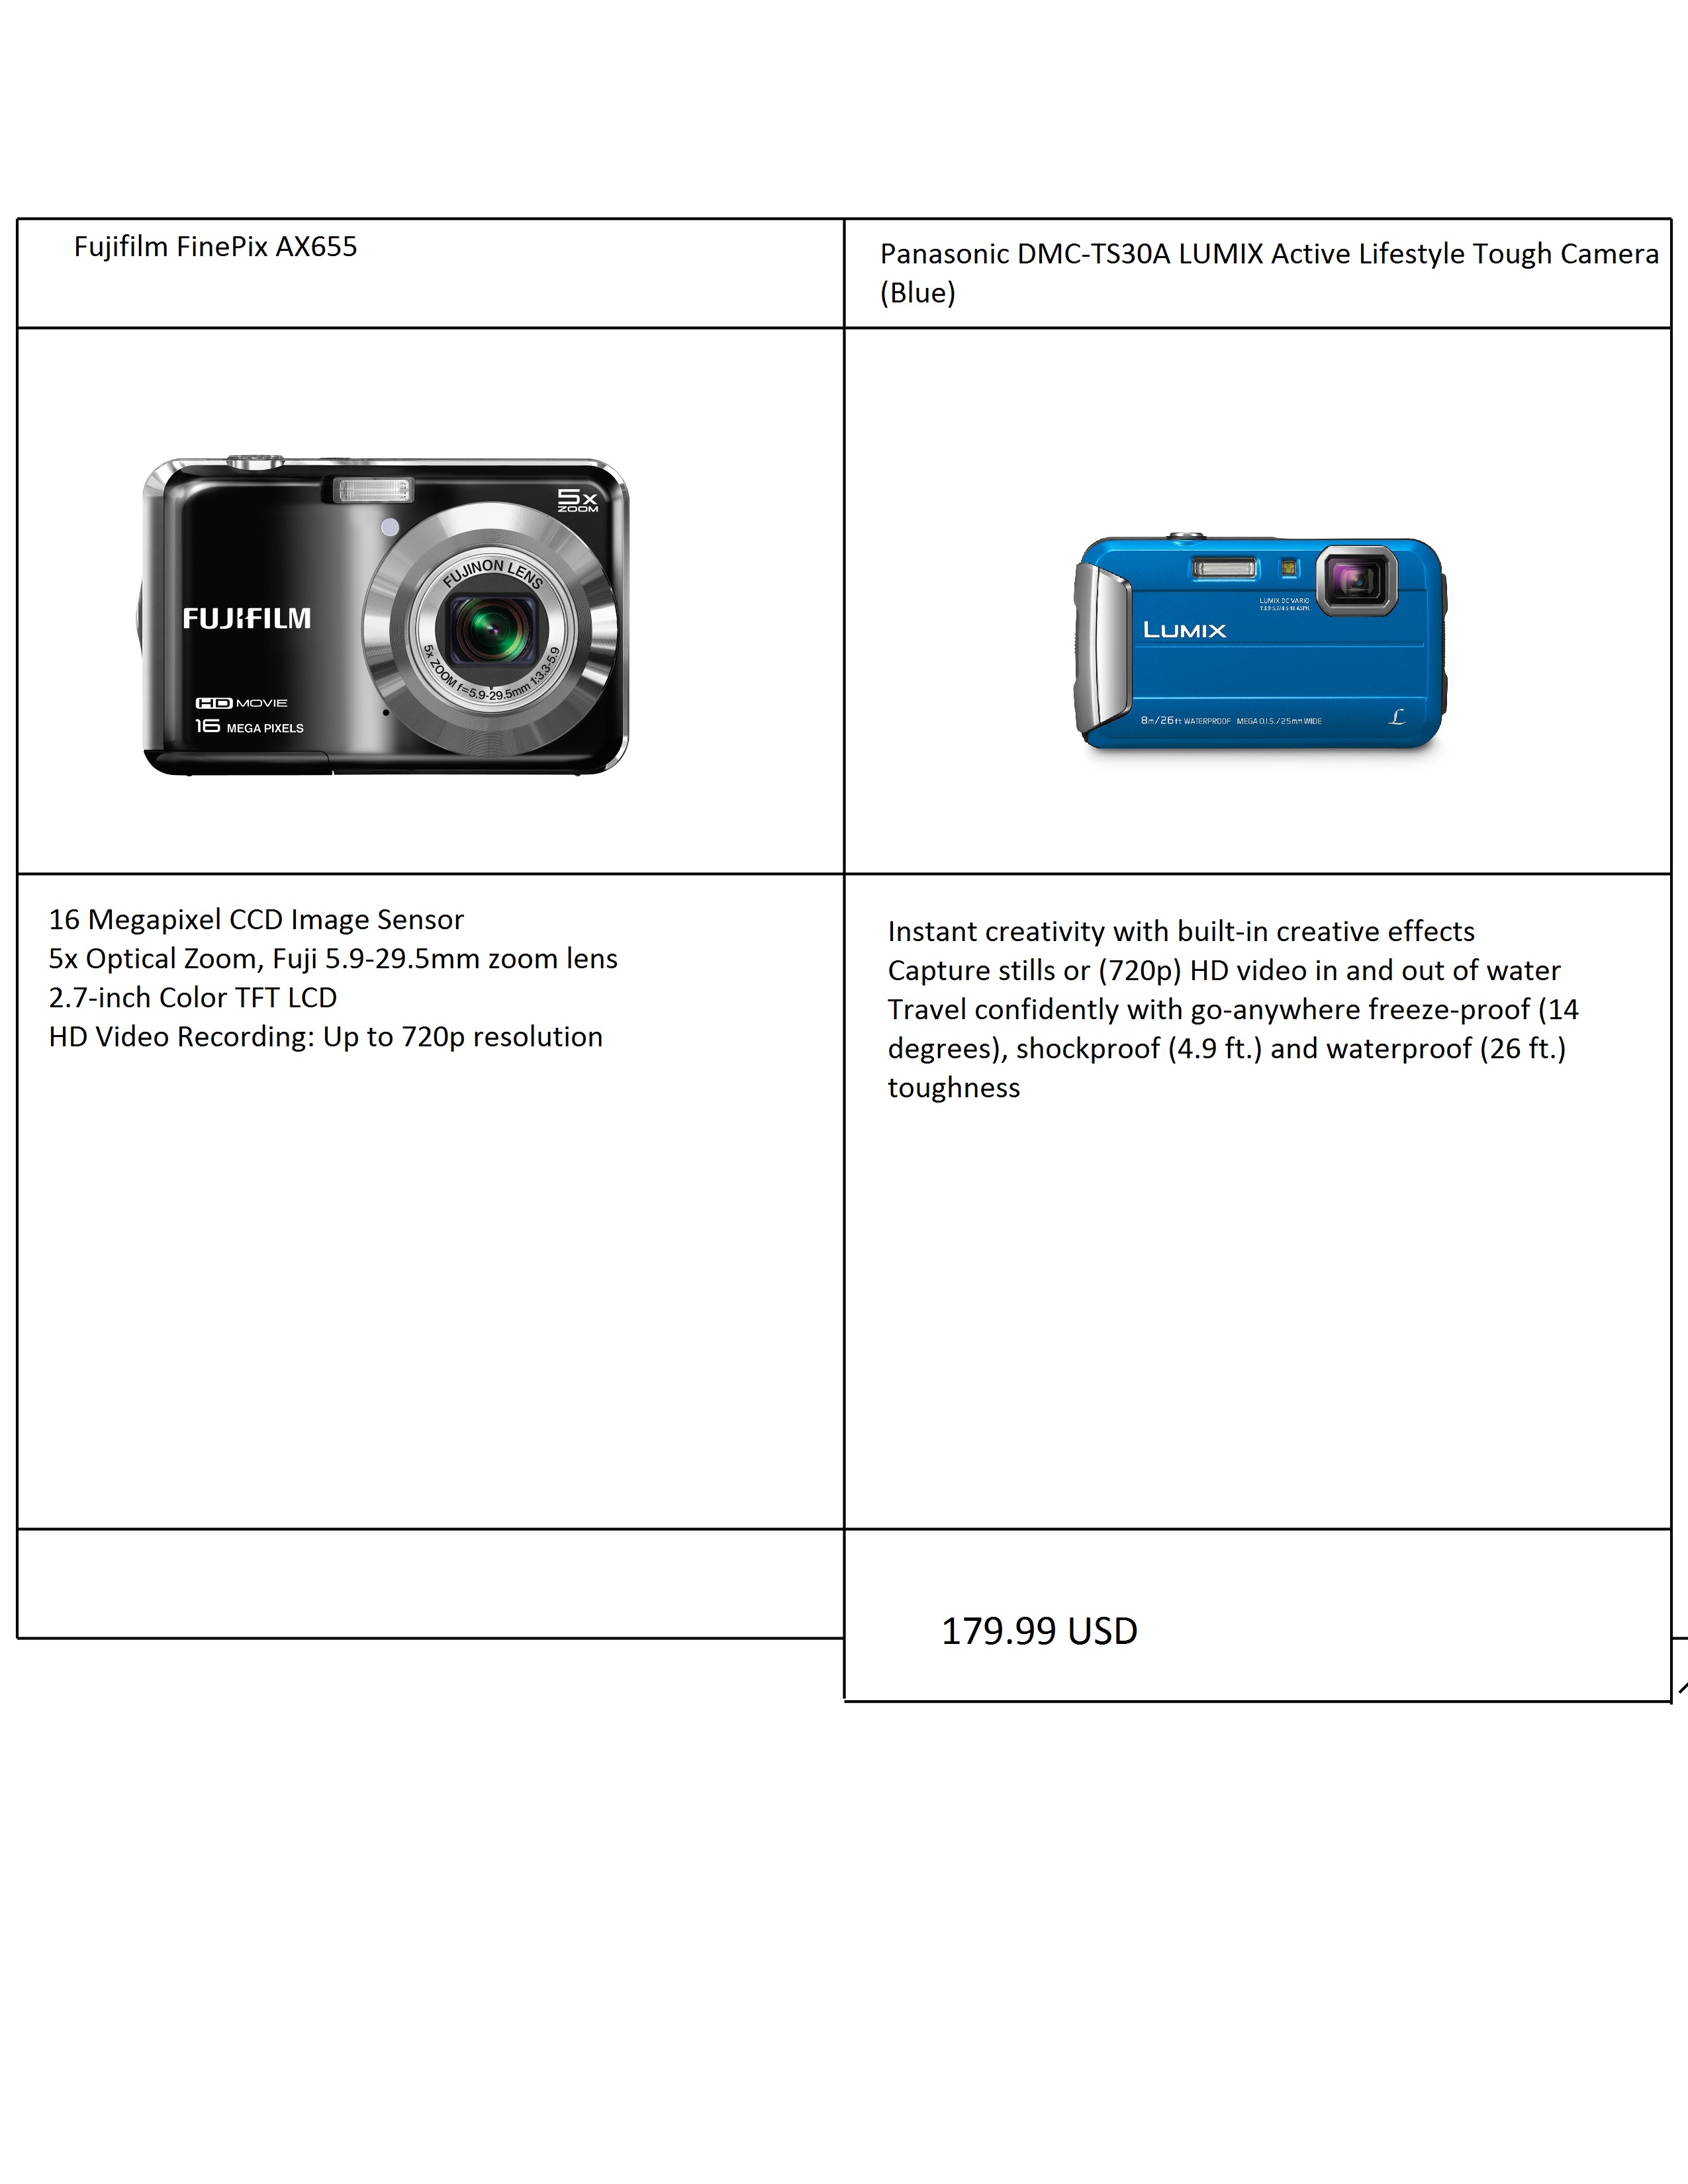 Fujifilm FinePix AX655
Panasonic DMC-TS30A LUMIX Active Lifestyle Tough Camera
(Blue)
5x
ZOOM
FUJINON LENS
FUJIFILM
5x ZOOM f=5.9-29.5mm 1:3.3-5.9
HD MOVIE
16 MEGA PIXELS
LUMIX DC VARIO
LUMIX
8m/26ft WATERPROOF MEGA O.I.S./25mm WIDE
L
16 Megapixel CCD Image Sensor
5x Optical Zoom, Fuji 5.9-29.5mm zoom lens
2.7-inch Color TFT LCD
HD Video Recording: Up to 720p resolution
Instant creativity with built-in creative effects
Capture stills or (720p) HD video in and out of water
Travel confidently with go-anywhere freeze-proof (14
degrees), shockproof (4.9 ft.) and waterproof (26 ft.)
toughness
179.99 USD